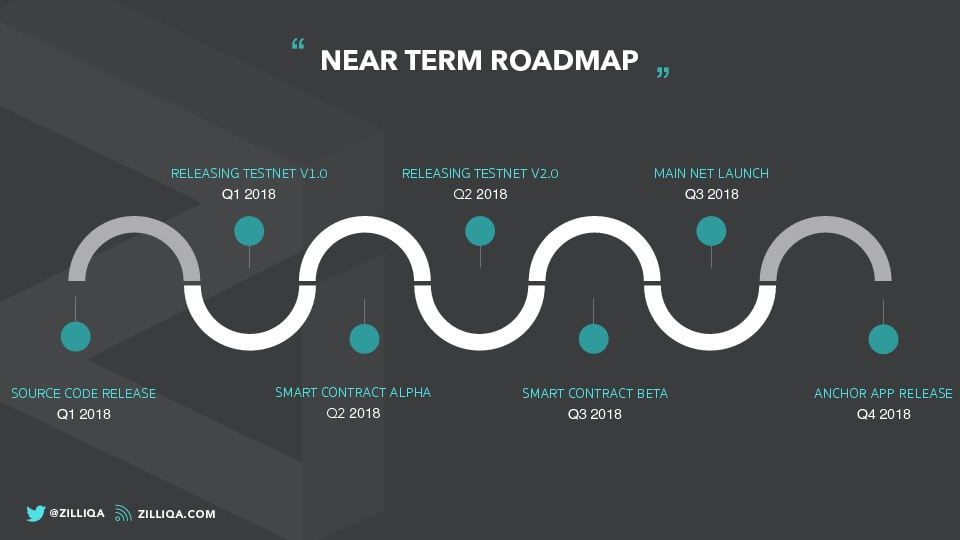 “ NEAR TERM ROADMAP ”
RELEASING TESTNET V1.0
Q1 2018
RELEASING TESTNET V2.0
Q2 2018
MAIN NET LAUNCH
Q3 2018
SOURCE CODE RELEASE
Q1 2018
SMART CONTRACT ALPHA
Q2 2018
SMART CONTRACT BETA
Q3 2018
ANCHOR APP RELEASE
Q4 2018
@ZILLIQA
ZILLIQA.COM